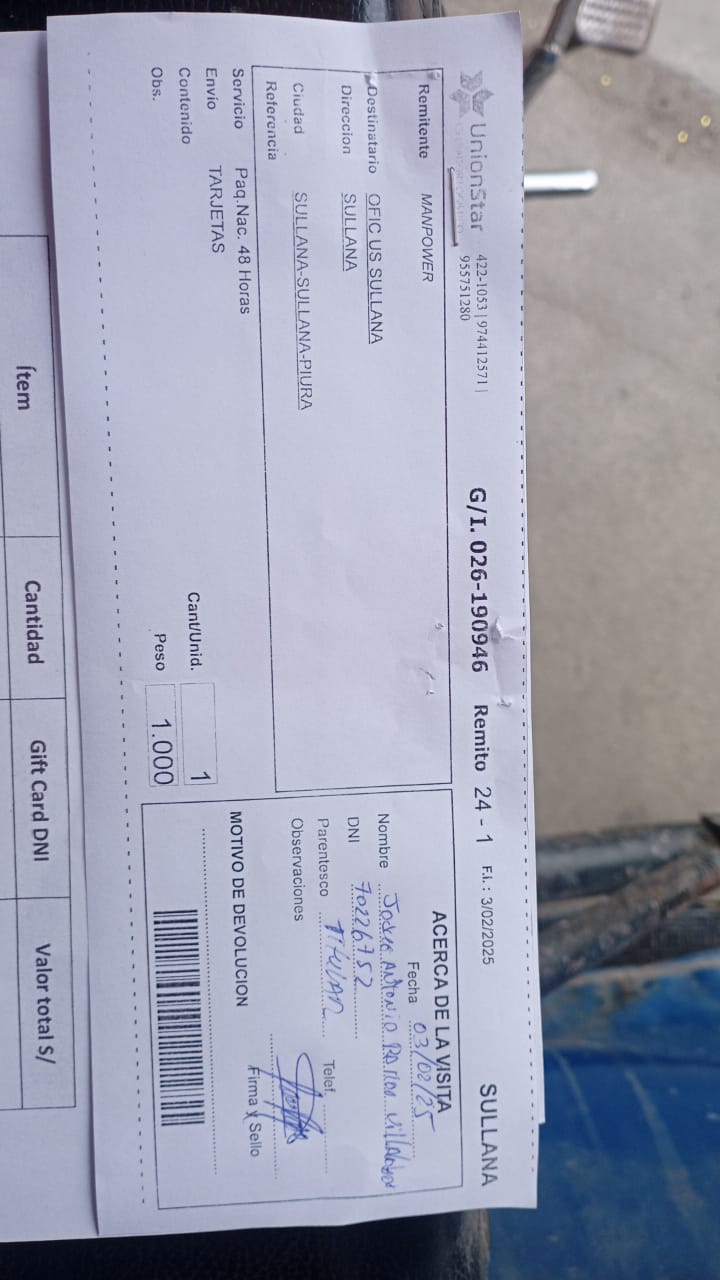 UnionStar 422-1053 | 974412571 |
955751280
G/I. 026-190946 Remito 24 - 1 F.I.: 3/02/2025 SULLANA
Remitente MANPOWER
Destinatario OFIC US SULLANA
Direccion SULLANA
Ciudad SULLANA-SULLANA-PIURA
Referencia
Servicio Paq.Nac. 48 Horas
Envio TARJETAS
Contenido
Obs.
Cant/Unid. 1
Peso 1.000
ACERCA DE LA VISITA
Fecha 03/02/25
Nombre Antonio
DNI 70226752
Parentesco TITULAR Telef.
Observaciones
Firma y Sello
MOTIVO DE DEVOLUCION
Ítem Cantidad Gift Card DNI Valor total S/